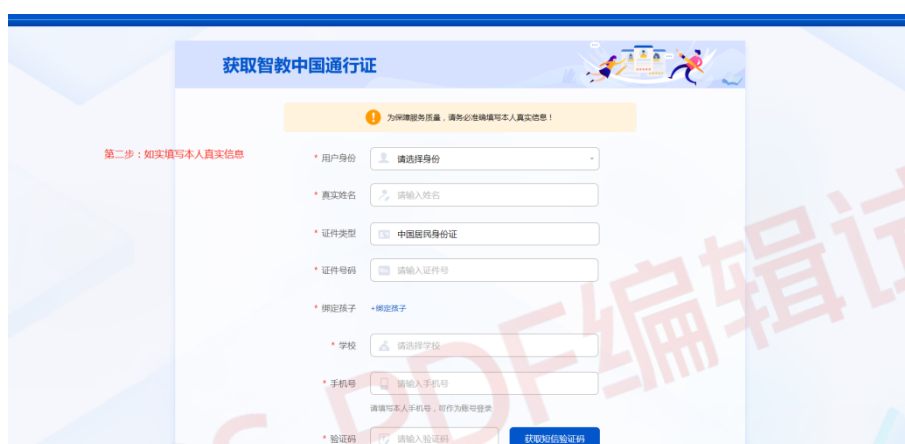 获取智教中国通行证
为保障服务质量，请务必准确填写本人真实信息！
第二步：如实填写本人真实信息
* 用户身份 请选择身份
* 真实姓名 请输入姓名
* 证件类型 中国居民身份证
* 证件号码 请输入证件号
* 绑定孩子 +绑定孩子
* 学校 请选择学校
* 手机号 请输入手机号
请填写本人手机号，可作为账号登录
* 验证码 请输入验证码 获取短信验证码
PDF编辑试